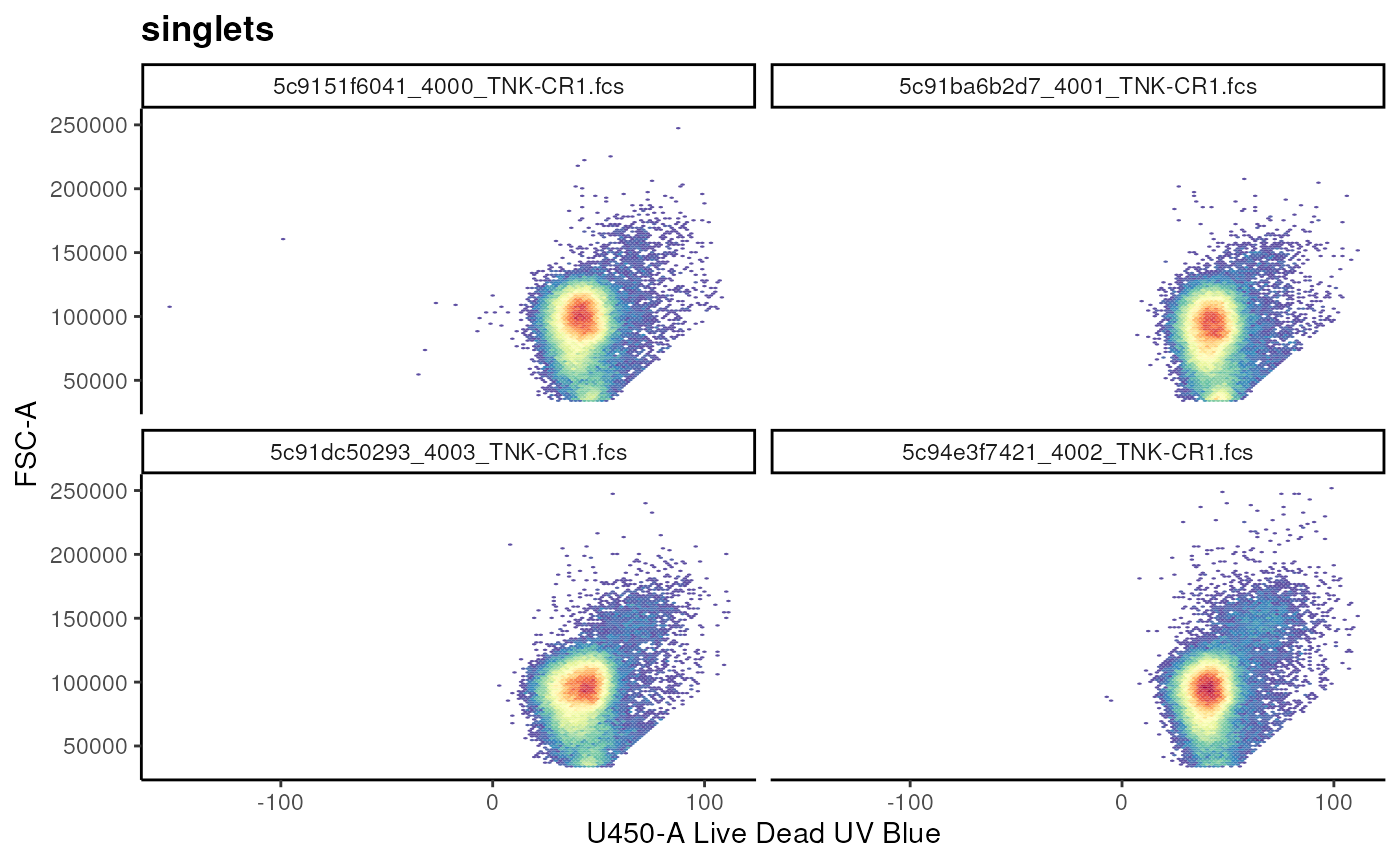 singlets
5c9151f6041_4000_TNK-CR1.fcs
5c91ba6b2d7_4001_TNK-CR1.fcs
250000
200000
150000
100000
50000
5c91dc50293_4003_TNK-CR1.fcs
5c94e3f7421_4002_TNK-CR1.fcs
FSC-A
250000
200000
150000
100000
50000
-100
0
100
-100
0
100
U450-A Live Dead UV Blue